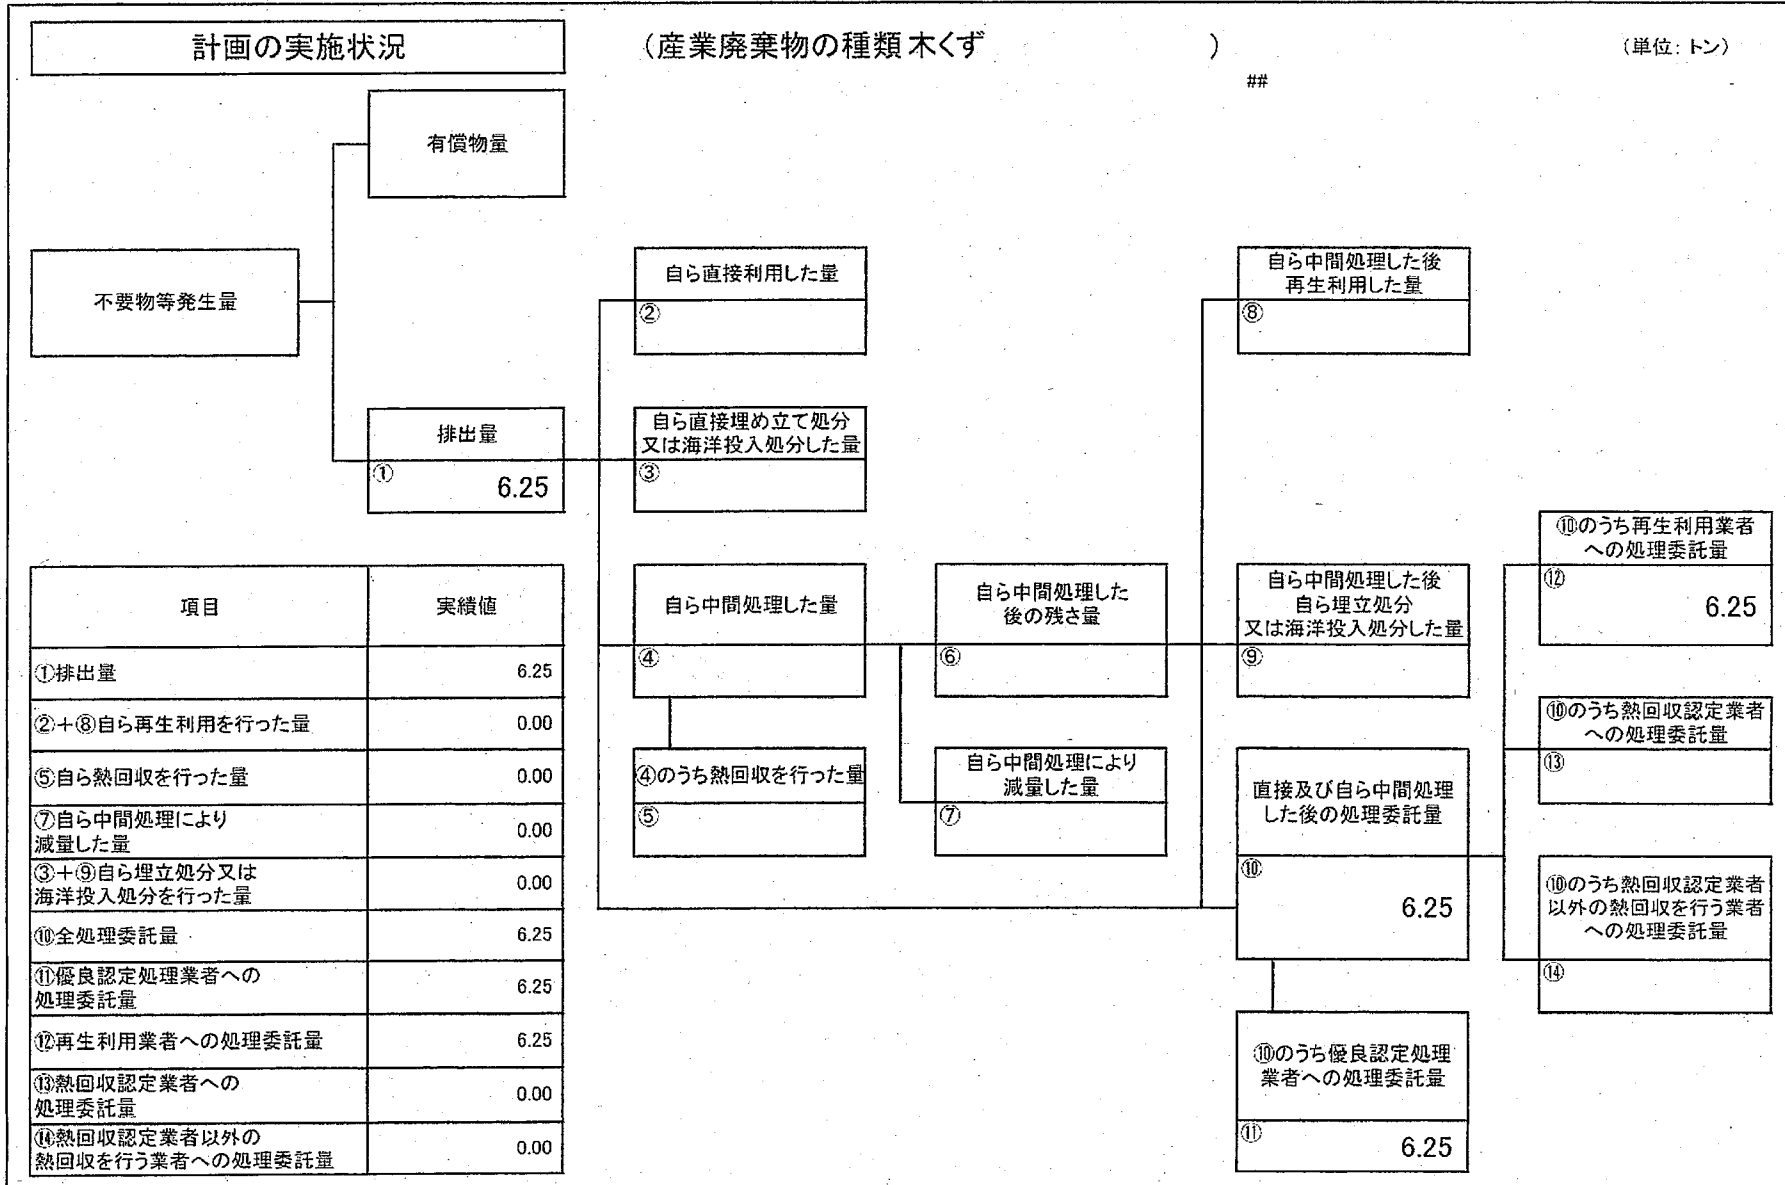 計画の実施状況
（産業廃棄物の種類 木くず　　　　　　　　）
（単位：トン）
##
有償物量
不要物等発生量
排出量
①
6.25
自ら直接利用した量
②
自ら直接埋め立て処分
又は海洋投入処分した量
③
自ら中間処理した量
④
④のうち熱回収を行った量
⑤
自ら中間処理した
後の残さ量
⑥
自ら中間処理により
減量した量
⑦
自ら中間処理した後
再生利用した量
⑧
自ら中間処理した後
自ら埋立処分
又は海洋投入処分した量
⑨
直接及び自ら中間処理
した後の処理委託量
⑩
6.25
⑩のうち優良認定処理
業者への処理委託量
⑪
6.25
⑩のうち再生利用業者
への処理委託量
⑫
6.25
⑩のうち熱回収認定業者
への処理委託量
⑬
⑩のうち熱回収認定業者
以外の熱回収を行う業者
への処理委託量
⑭
項目 実績値
①排出量 6.25
②＋⑧自ら再生利用を行った量 0.00
⑤自ら熱回収を行った量 0.00
⑦自ら中間処理により
減量した量 0.00
③＋⑨自ら埋立処分又は
海洋投入処分を行った量 0.00
⑩全処理委託量 6.25
⑪優良認定処理業者への
処理委託量 6.25
⑫再生利用業者への処理委託量 6.25
⑬熱回収認定業者への
処理委託量 0.00
⑭熱回収認定業者以外の
熱回収を行う業者への処理委託量 0.00